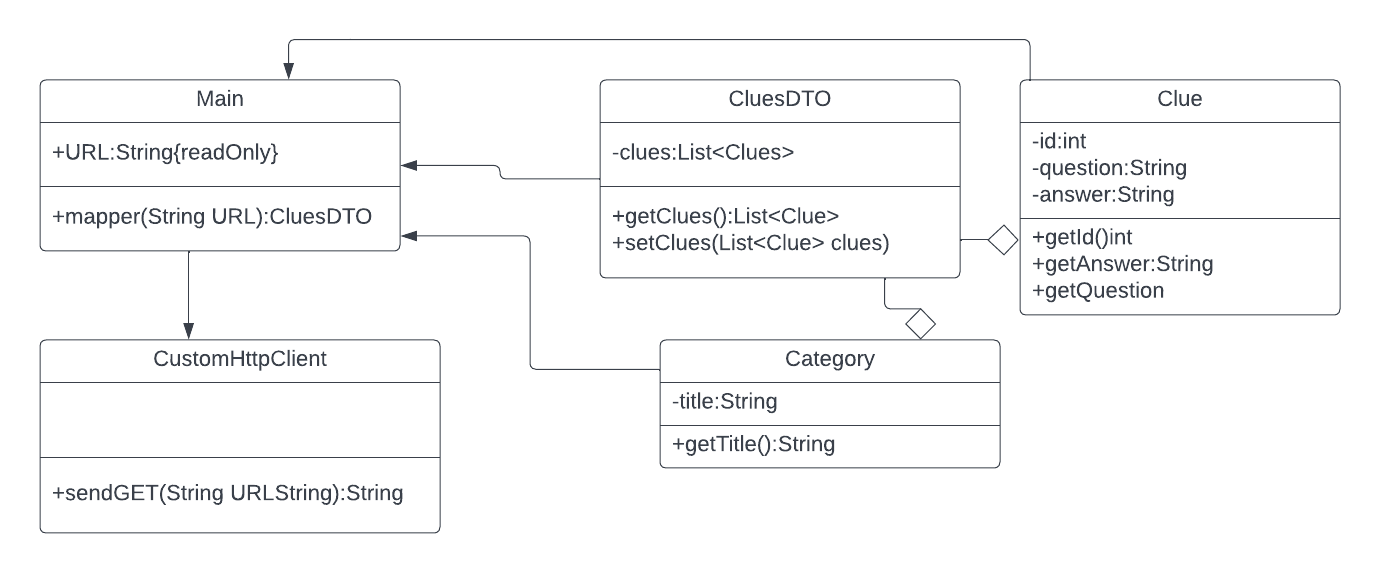 Main
+URL:String{readOnly}
+mapper(String URL):CluesDTO
CluesDTO
-clues:List<Clues>
+getClues():List<Clue>
+setClues(List<Clue> clues)
Clue
-id:int
-question:String
-answer:String
+getId()int
+getAnswer:String
+getQuestion
CustomHttpClient
+sendGET(String URLString):String
Category
-title:String
+getTitle():String